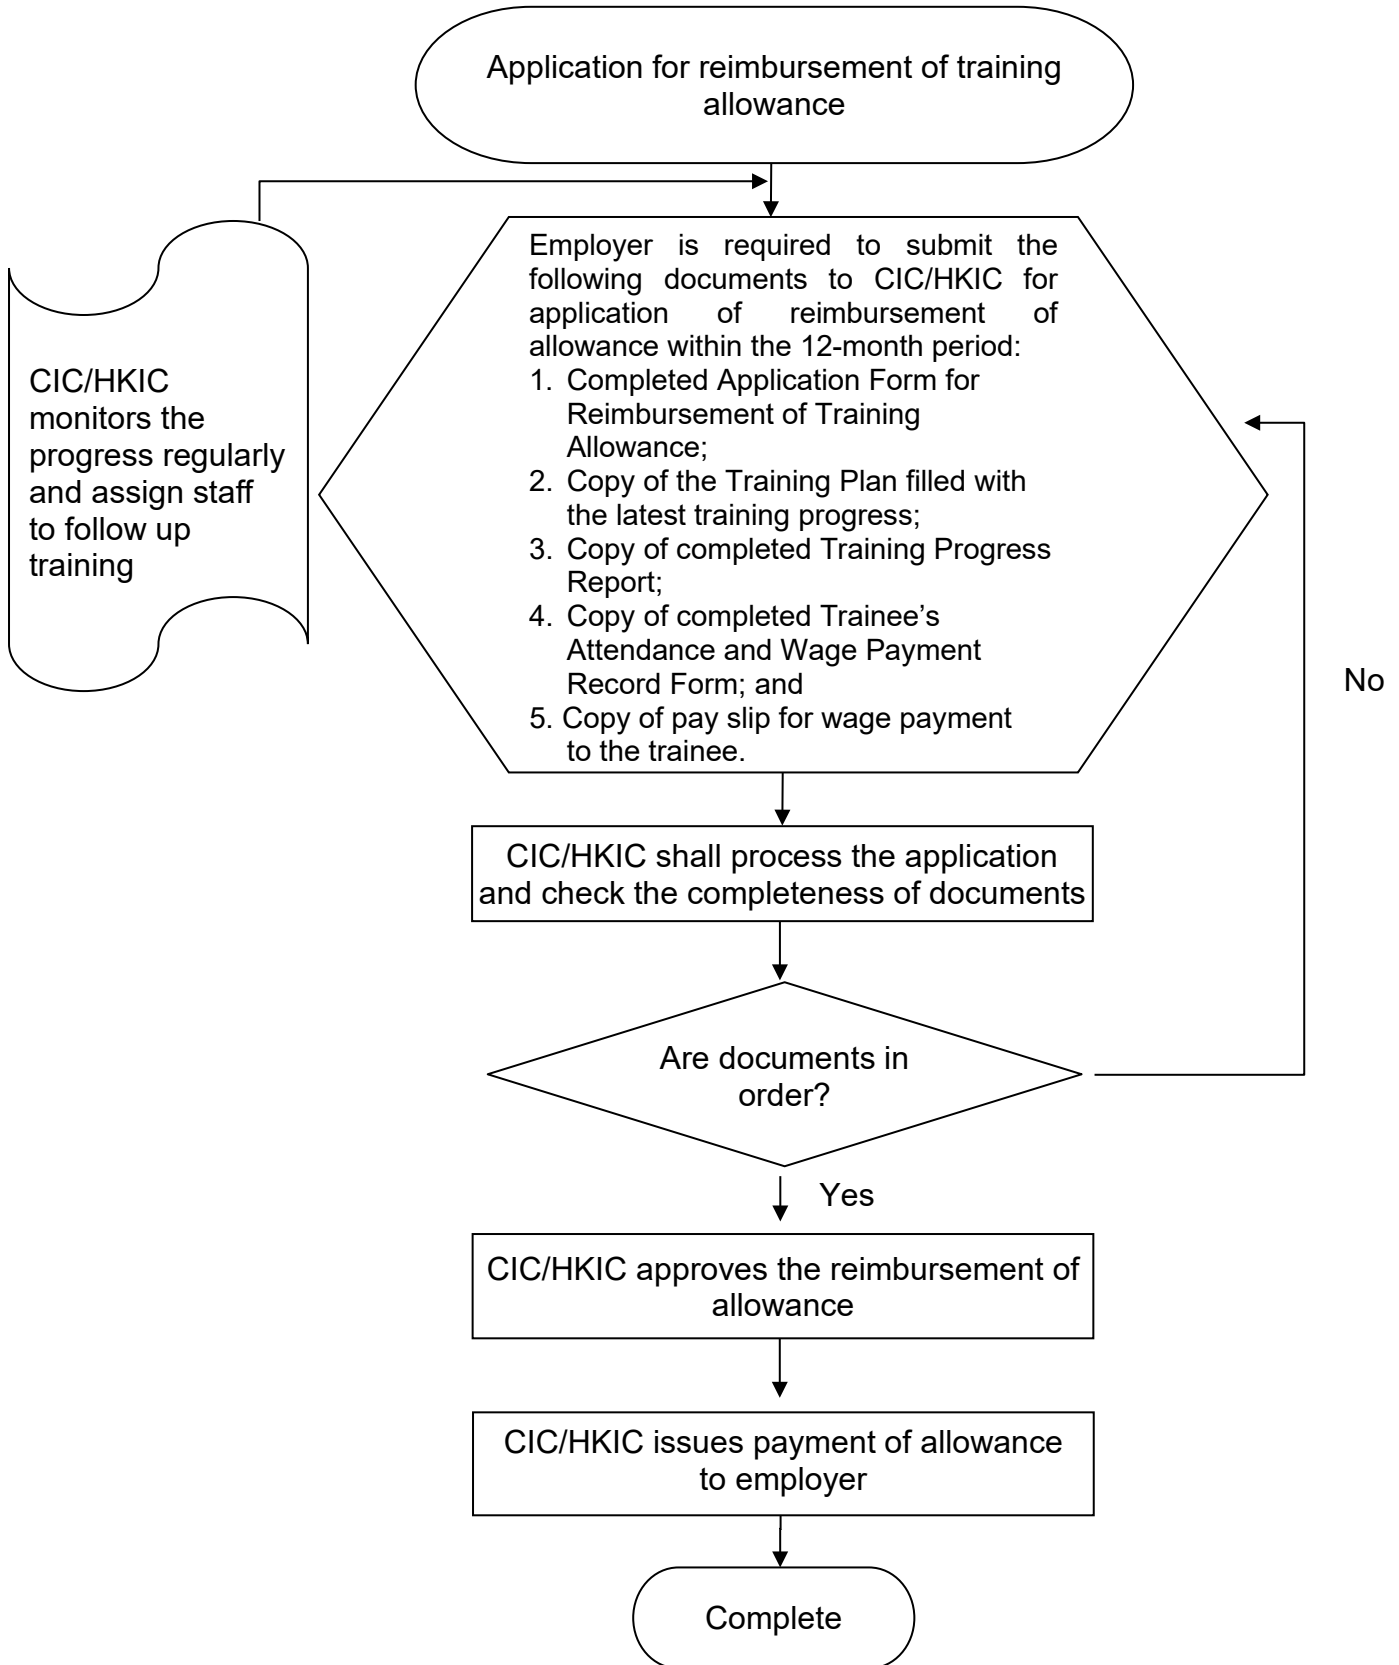 Application for reimbursement of training
allowance
Employer is required to submit the
following documents to CIC/HKIC for
application of reimbursement of
allowance within the 12-month period:
1. Completed Application Form for
Reimbursement of Training
Allowance;
2. Copy of the Training Plan filled with
the latest training progress;
3. Copy of completed Training Progress
Report;
4. Copy of completed Trainee’s
Attendance and Wage Payment
Record Form; and
5. Copy of pay slip for wage payment
to the trainee.
CIC/HKIC
monitors the
progress regularly
and assign staff
to follow up
training
No
CIC/HKIC shall process the application
and check the completeness of documents
Are documents in
order?
Yes
CIC/HKIC approves the reimbursement of
allowance
CIC/HKIC issues payment of allowance
to employer
Complete